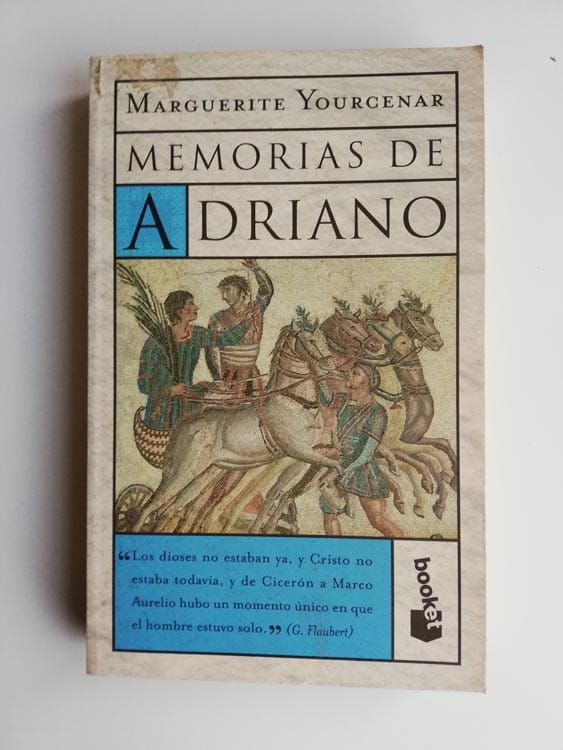 MARGUERITE YOURCENAR
MEMORIAS DE
ADRIANO
“Los dioses no estaban ya, y Cristo no
estaba todavía, y de Cicerón a Marco
Aurelio hubo un momento único en que
el hombre estuvo solo.” (G. Flaubert)
booket